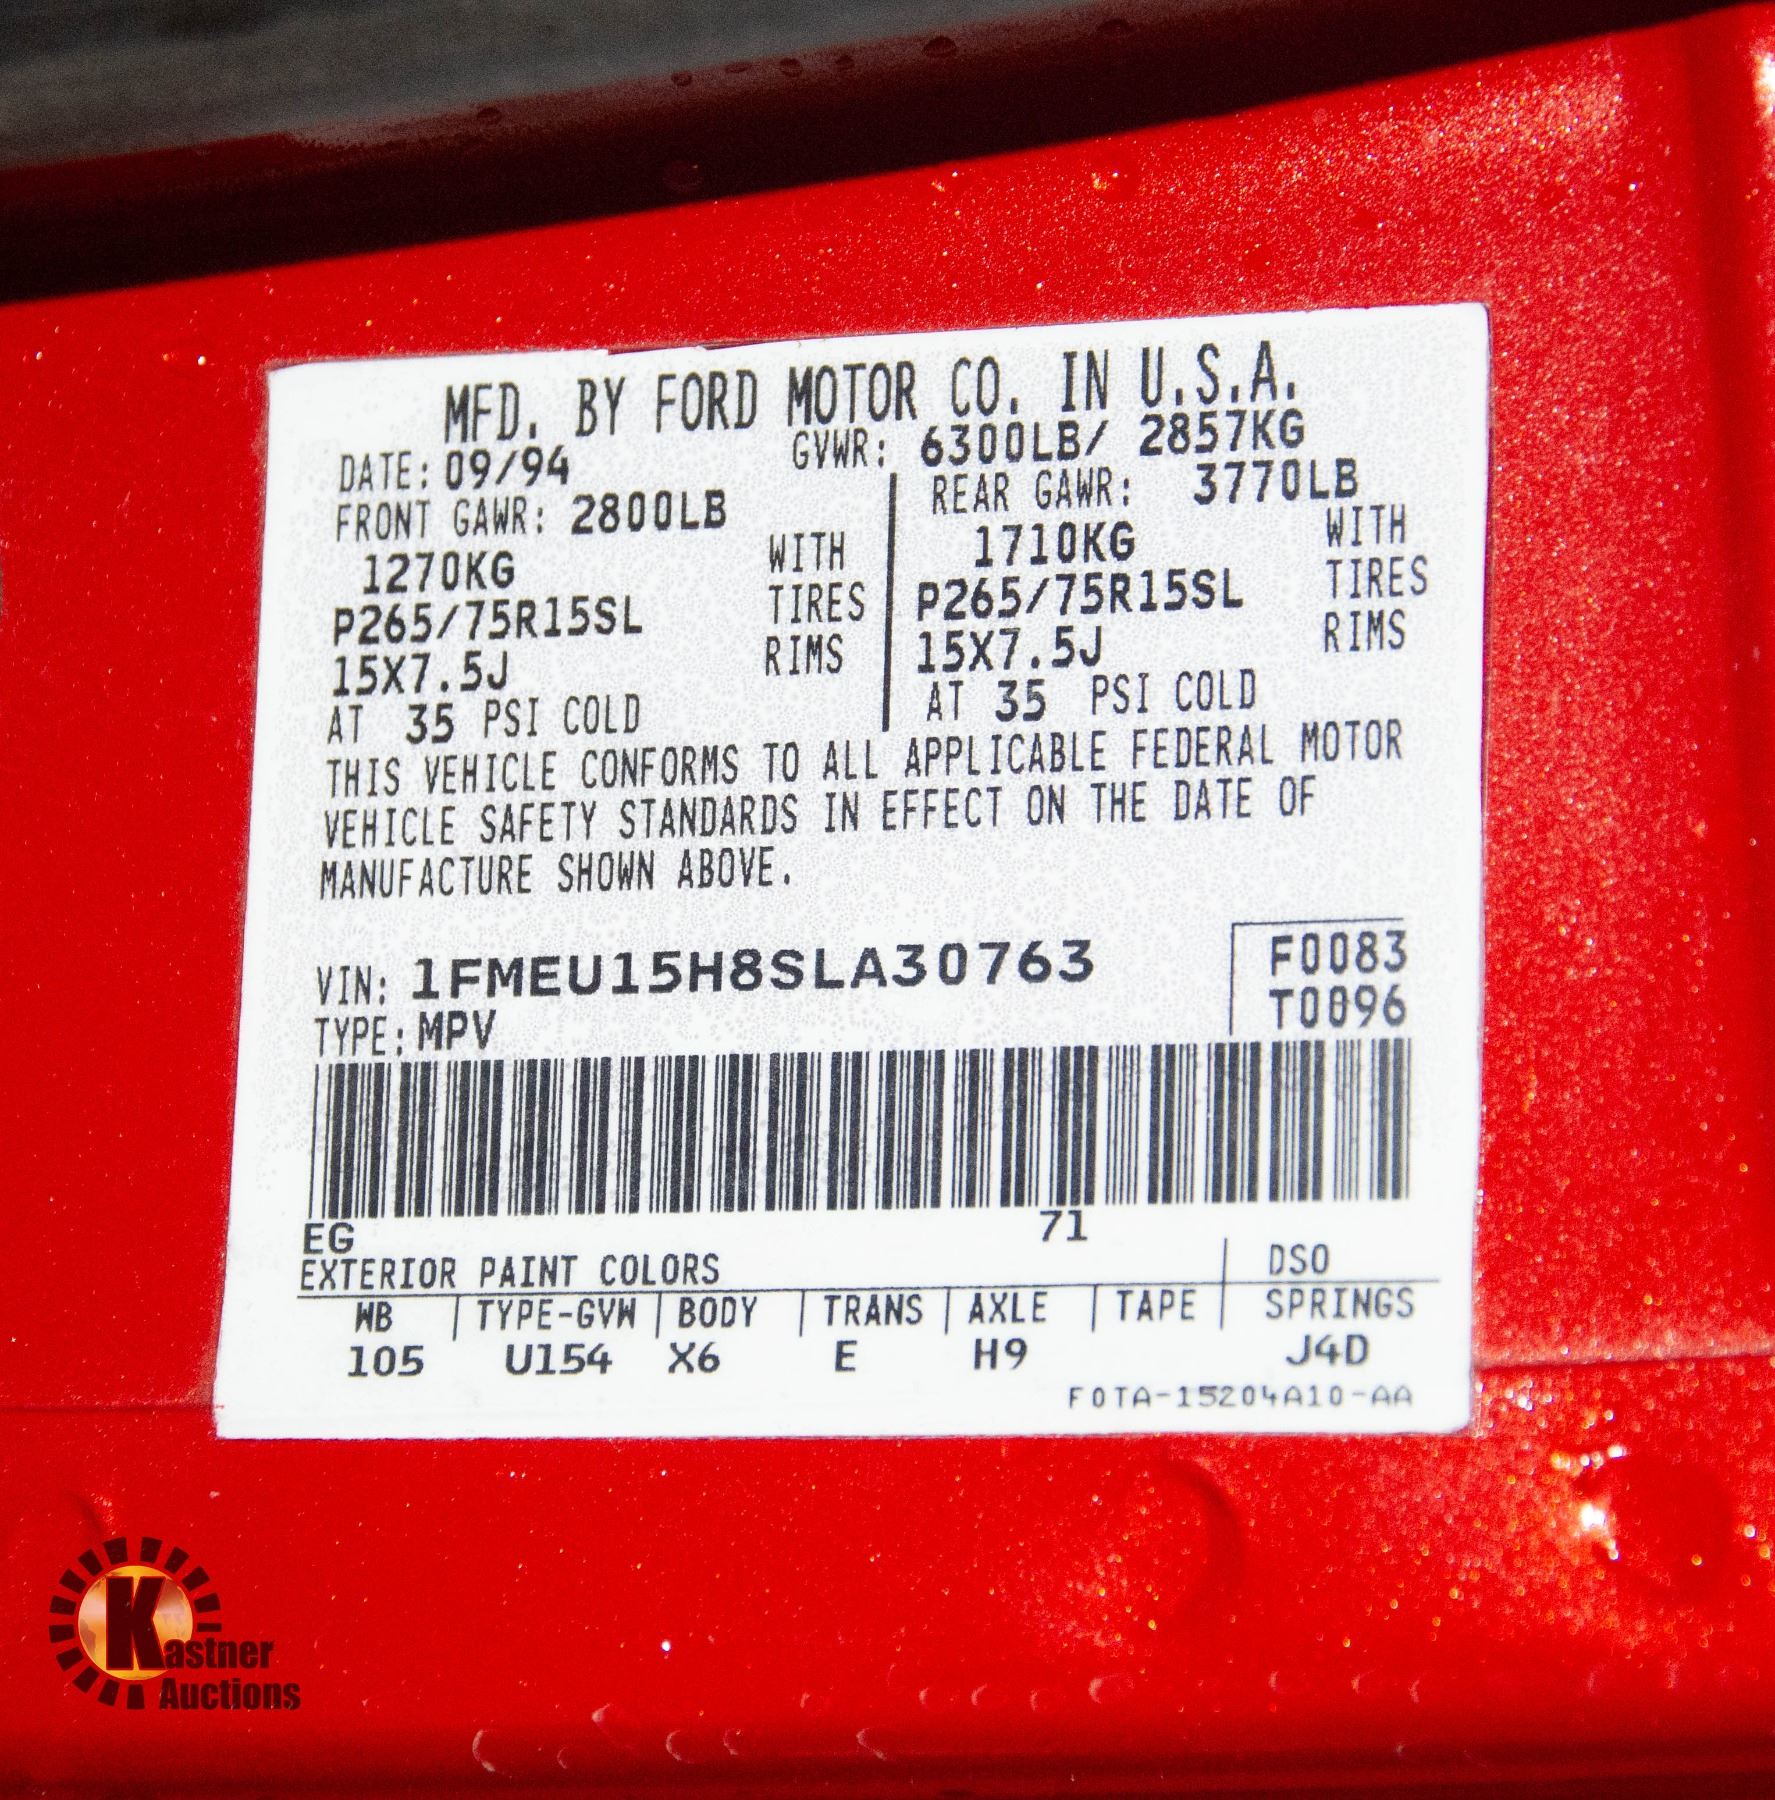 MFD. BY FORD MOTOR CO. IN U.S.A.
DATE: 09/94 GVWR: 6300LB/ 2857KG
FRONT GAWR: 2800LB REAR GAWR: 3770LB
1270KG WITH 1710KG WITH
P265/75R15SL TIRES P265/75R15SL TIRES
15X7.5J RIMS 15X7.5J RIMS
AT 35 PSI COLD AT 35 PSI COLD
THIS VEHICLE CONFORMS TO ALL APPLICABLE FEDERAL MOTOR
VEHICLE SAFETY STANDARDS IN EFFECT ON THE DATE OF
MANUFACTURE SHOWN ABOVE.
VIN: 1FMEU15H8SLA30763 F0083
TYPE: MPV T0096
EG 71
EXTERIOR PAINT COLORS DSO
WB TYPE-GVW BODY TRANS AXLE TAPE SPRINGS
105 U154 X6 E H9 J4D
F0TA-15204A10-AA
Kastner
Auctions